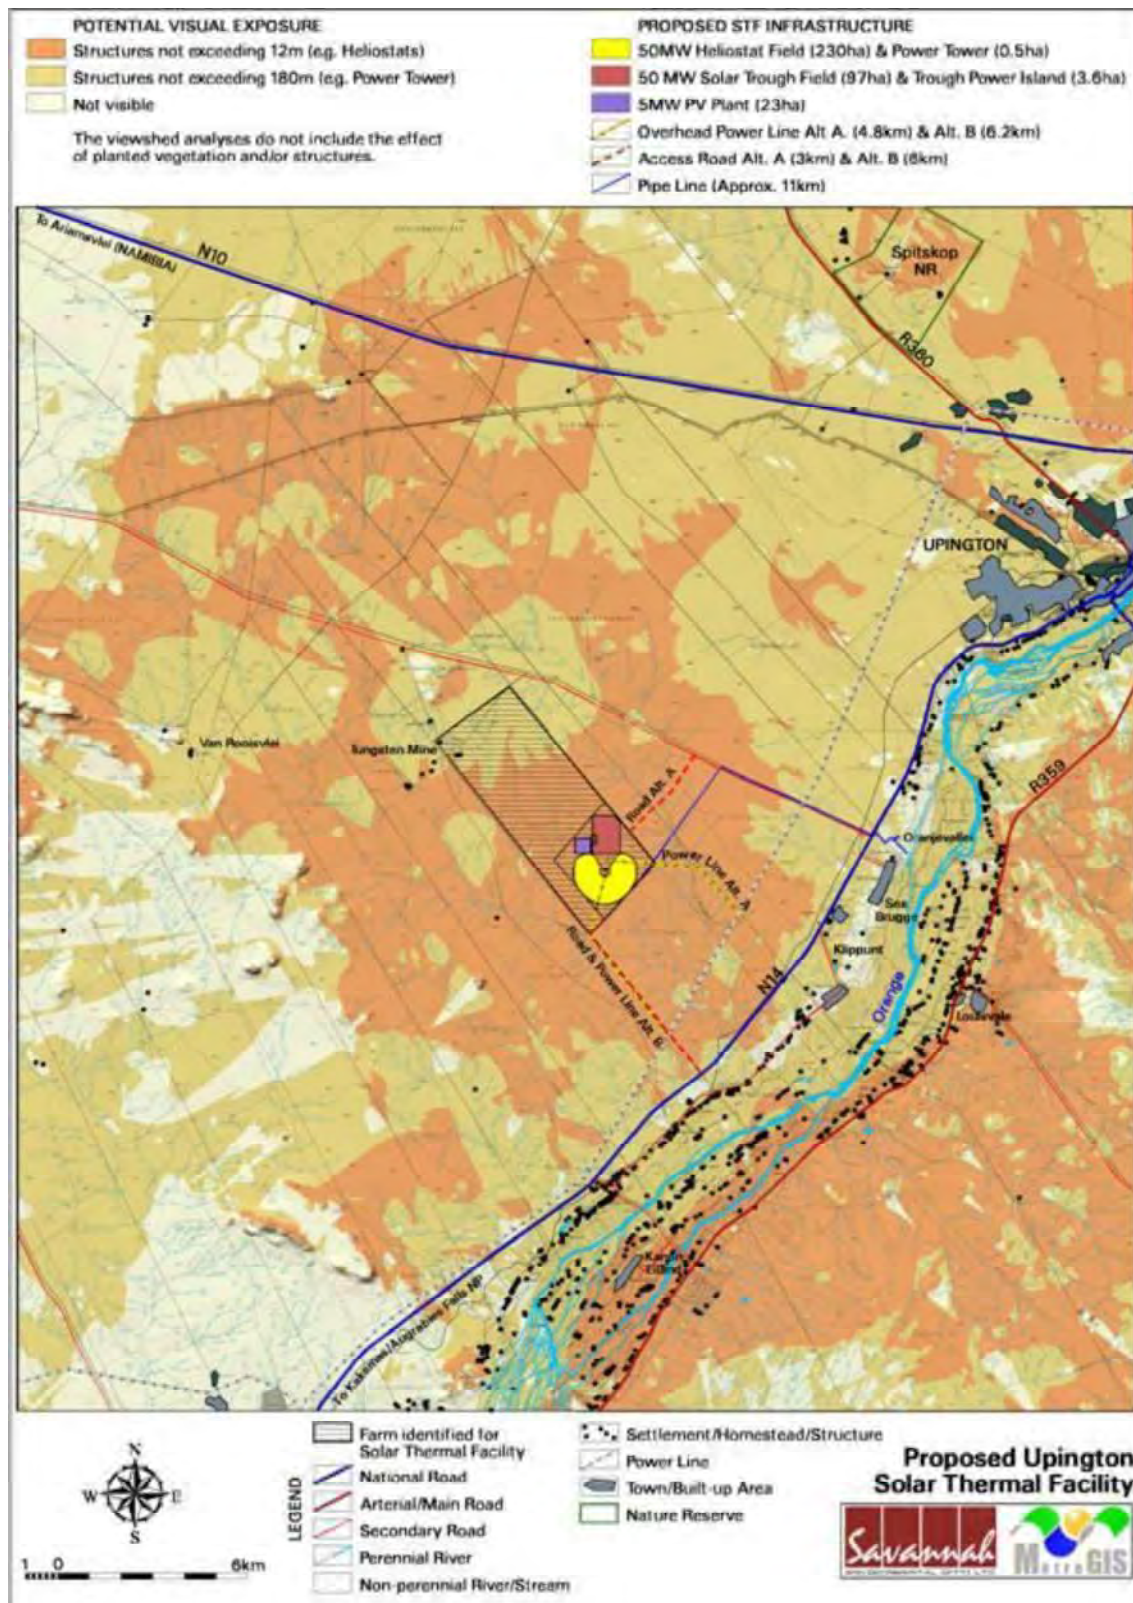 POTENTIAL VISUAL EXPOSURE
Structures not exceeding 12m (e.g. Heliostats)
Structures not exceeding 180m (e.g. Power Tower)
Not visible
The viewshed analyses do not include the effect
of planted vegetation and/or structures.
PROPOSED STF INFRASTRUCTURE
50MW Heliostat Field (230ha) & Power Tower (0.5ha)
50 MW Solar Trough Field (97ha) & Trough Power Island (3.6ha)
5MW PV Plant (23ha)
Overhead Power Line Alt A. (4.8km) & Alt. B (6.2km)
Access Road Alt. A (3km) & Alt. B (6km)
Pipe Line (Approx. 11km)
To Ariamsvlei (NAMIBIA)
N10
Spitskop
NR
R360
UPINGTON
Van Rooisvlei
Tungsten Mine
R359
Road Alt. A
Oranjevallei
Power Line Alt. A
Ses
Brugge
Klippunt
Road & Power Line Alt. B.
N14
Orange
Louisvale
To Kakamas/Augrabies Falls NP
N
W E
S
1 0 6km
LEGEND
Farm identified for
Solar Thermal Facility
National Road
Arterial/Main Road
Secondary Road
Perennial River
Non-perennial River/Stream
Settlement/Homestead/Structure
Power Line
Town/Built-up Area
Nature Reserve
Proposed Upington
Solar Thermal Facility
Savannah
ENVIRONMENTAL (PTY) LTD
MetroGIS